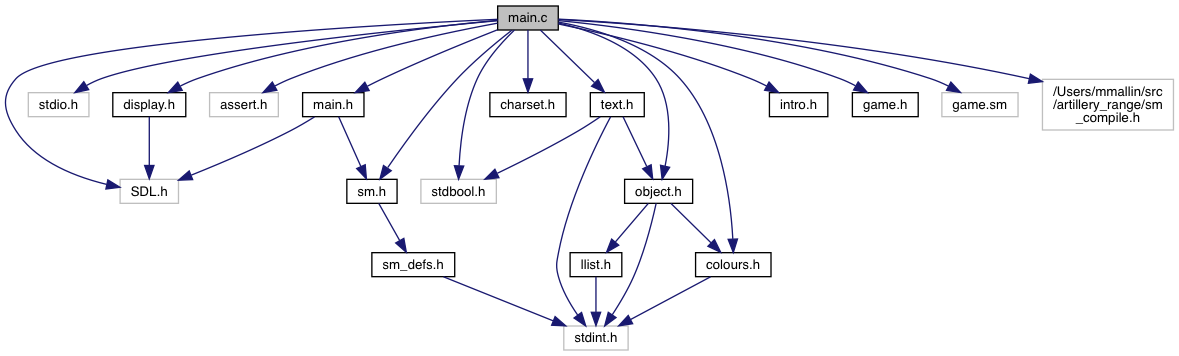 main.c
stdio.h
display.h
assert.h
main.h
charset.h
text.h
intro.h
game.h
game.sm
/Users/mmallin/src
/artillery_range/sm
_compile.h
SDL.h
sm.h
stdbool.h
object.h
sm_defs.h
llist.h
colours.h
stdint.h